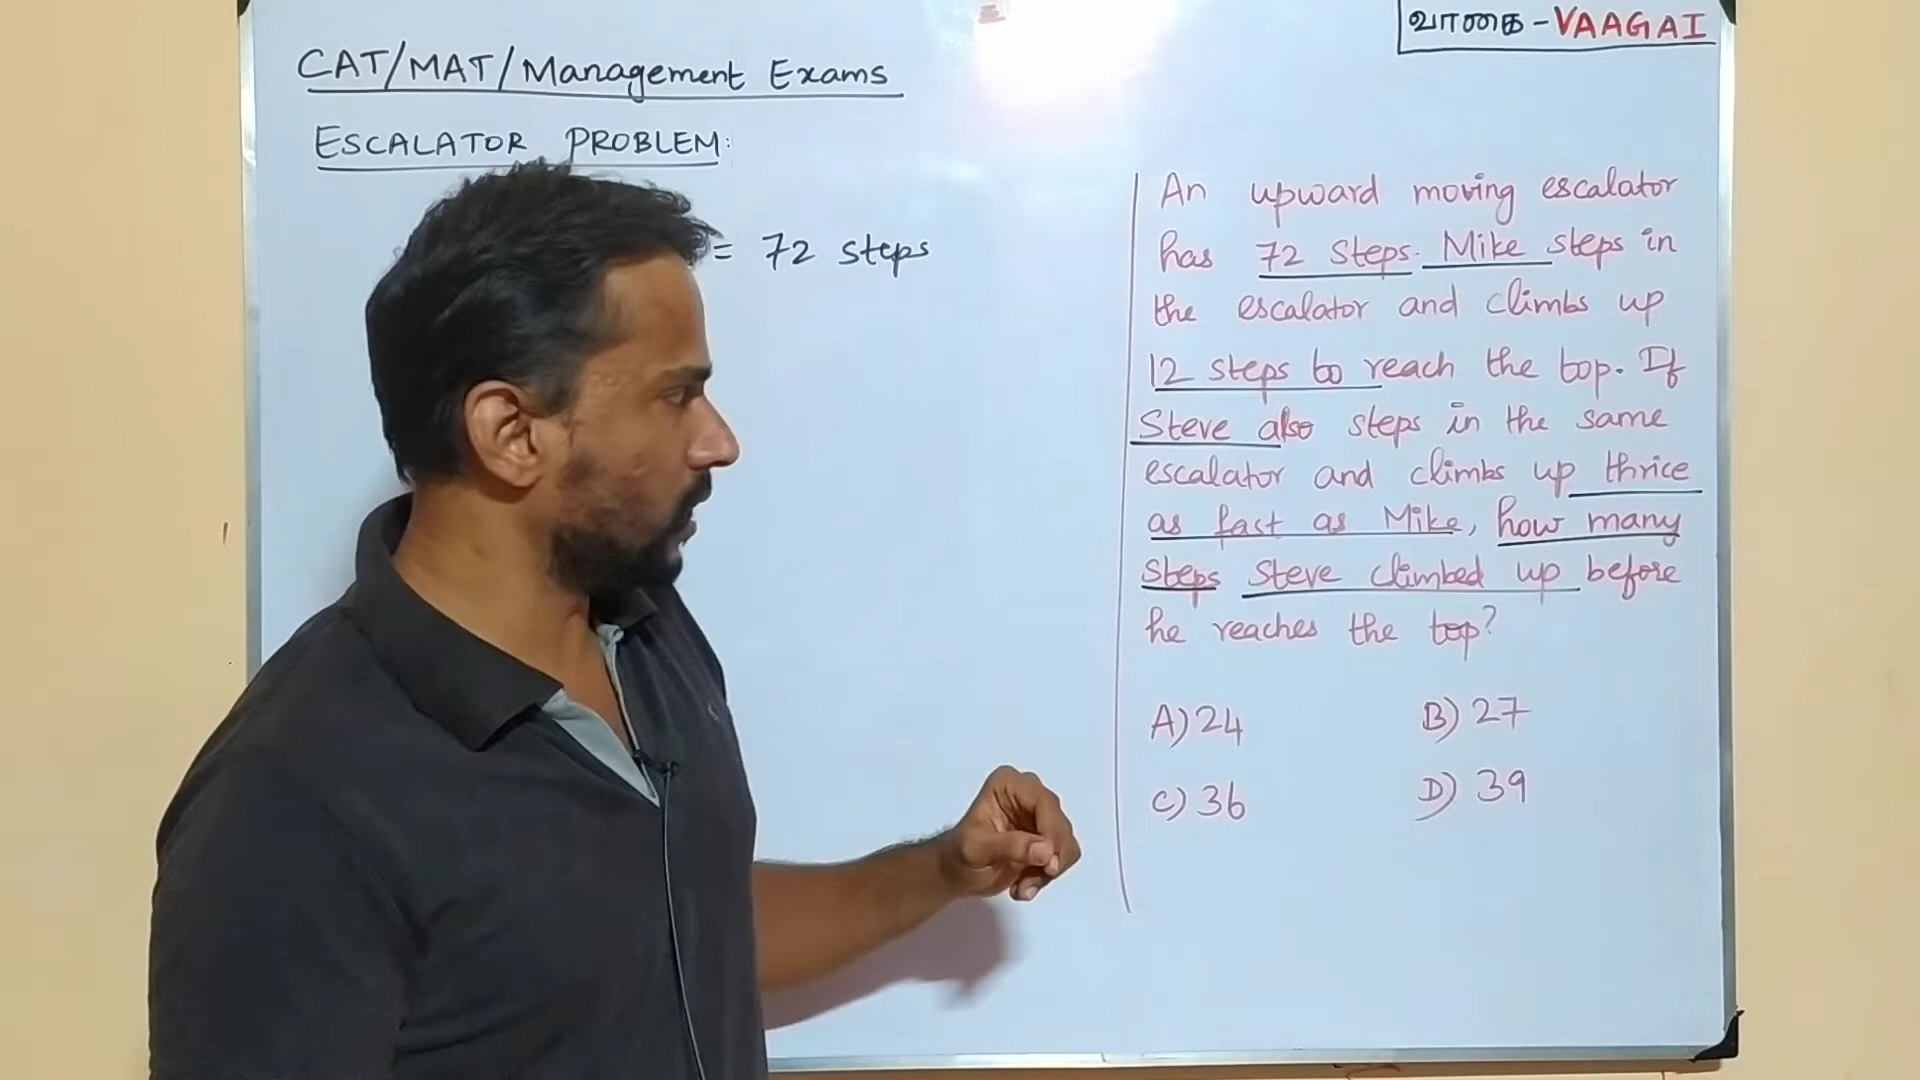 வாகை - VAAGAI
CAT/MAT/Management Exams
ESCALATOR PROBLEM:
= 72 steps
An upward moving escalator
has 72 steps. Mike steps in
the escalator and climbs up
12 steps to reach the top. If
Steve also steps in the same
escalator and climbs up thrice
as fast as Mike, how many
steps Steve climbed up before
he reaches the top?
A) 24 B) 27
C) 36 D) 39